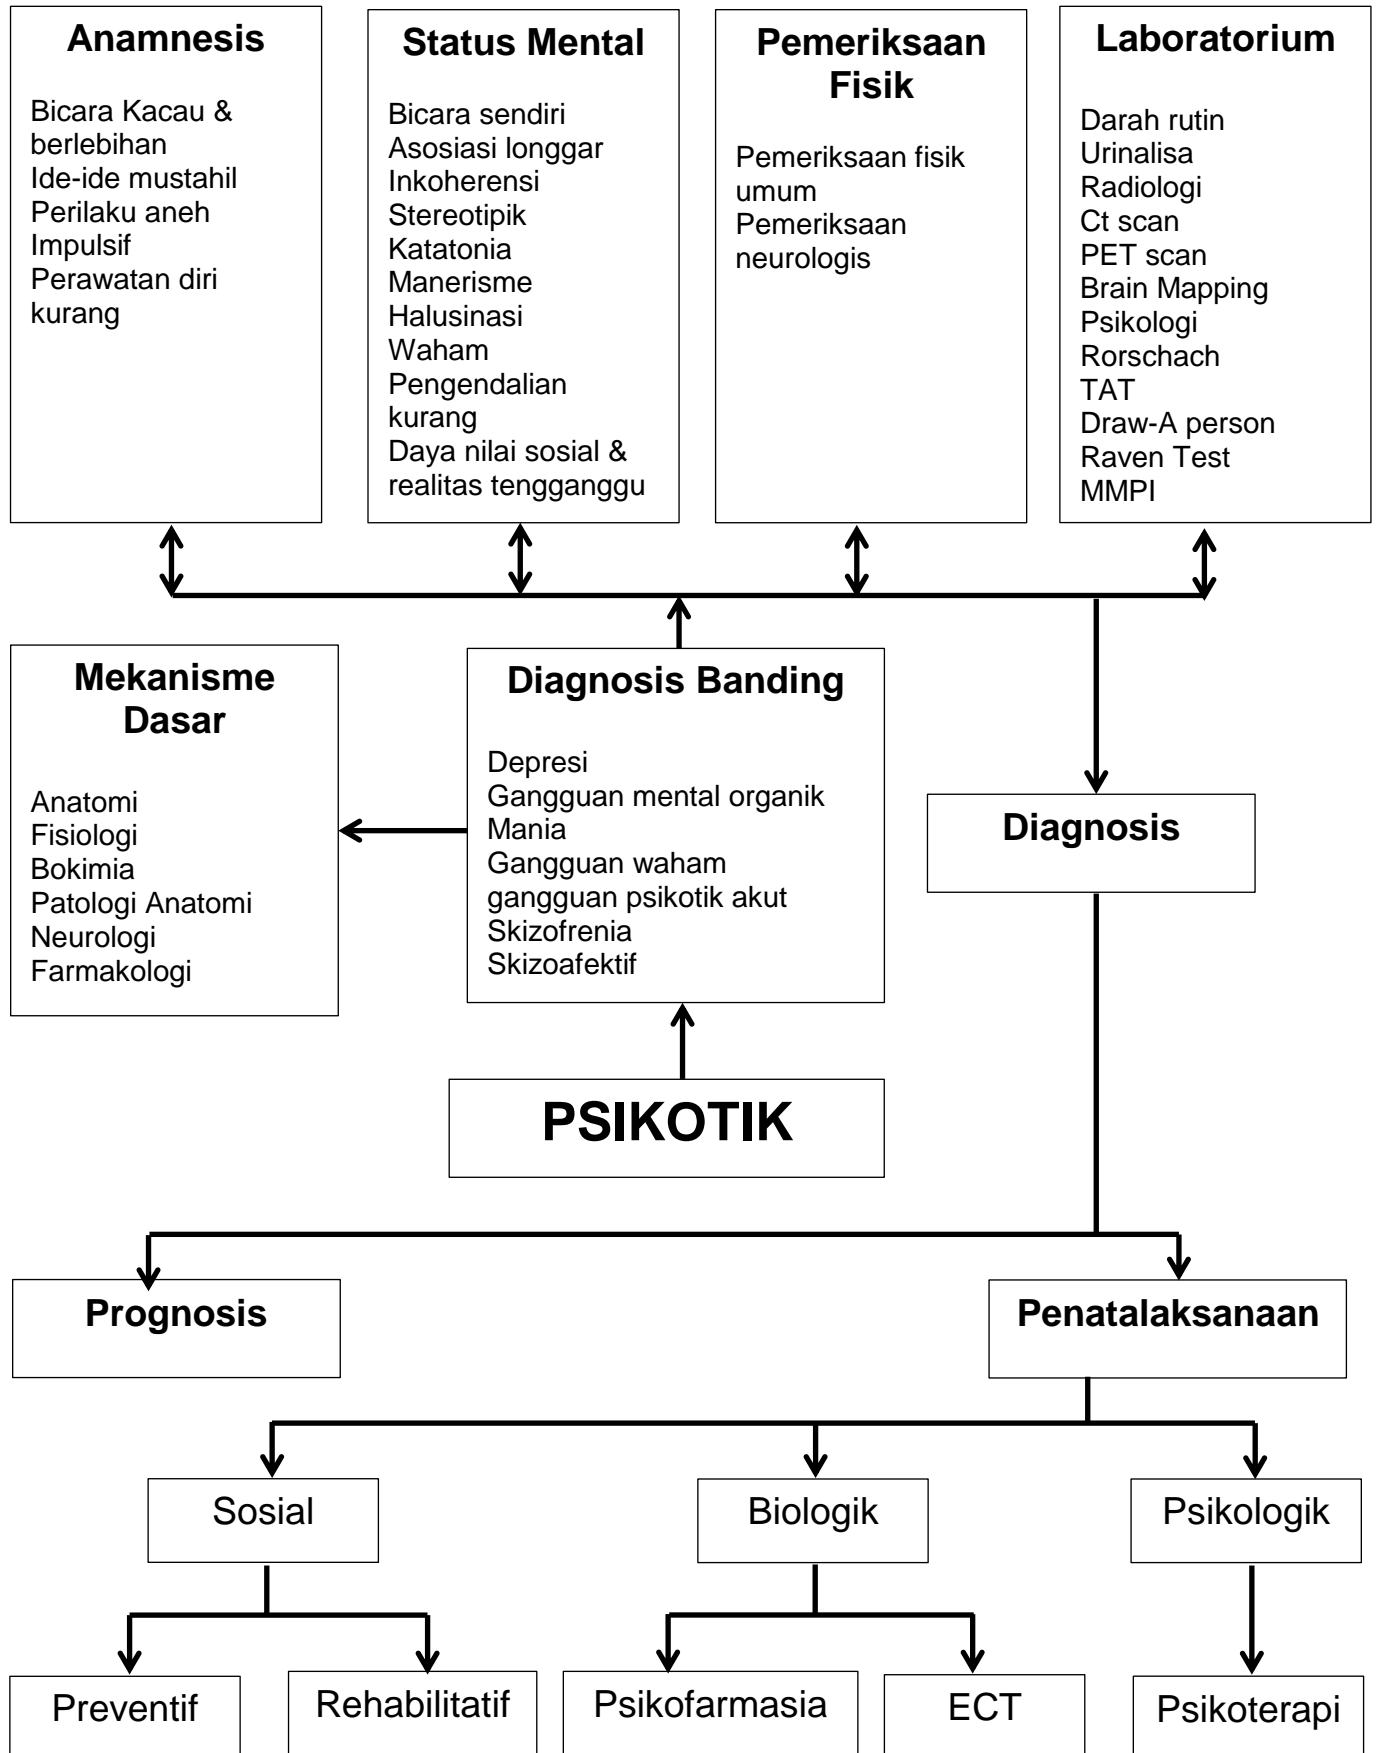 Anamnesis
Bicara Kacau &
berlebihan
Ide-ide mustahil
Perilaku aneh
Impulsif
Perawatan diri
kurang
Status Mental
Bicara sendiri
Asosiasi longgar
Inkoherensi
Stereotipik
Katatonia
Manerisme
Halusinasi
Waham
Pengendalian
kurang
Daya nilai sosial &
realitas tengganggu
Pemeriksaan
Fisik
Pemeriksaan fisik
umum
Pemeriksaan
neurologis
Laboratorium
Darah rutin
Urinalisa
Radiologi
Ct scan
PET scan
Brain Mapping
Psikologi
Rorschach
TAT
Draw-A person
Raven Test
MMPI
Mekanisme
Dasar
Anatomi
Fisiologi
Bokimia
Patologi Anatomi
Neurologi
Farmakologi
Diagnosis Banding
Depresi
Gangguan mental organik
Mania
Gangguan waham
gangguan psikotik akut
Skizofrenia
Skizoafektif
Diagnosis
PSIKOTIK
Prognosis
Penatalaksanaan
Sosial
Biologik
Psikologik
Preventif
Rehabilitatif
Psikofarmasia
ECT
Psikoterapi